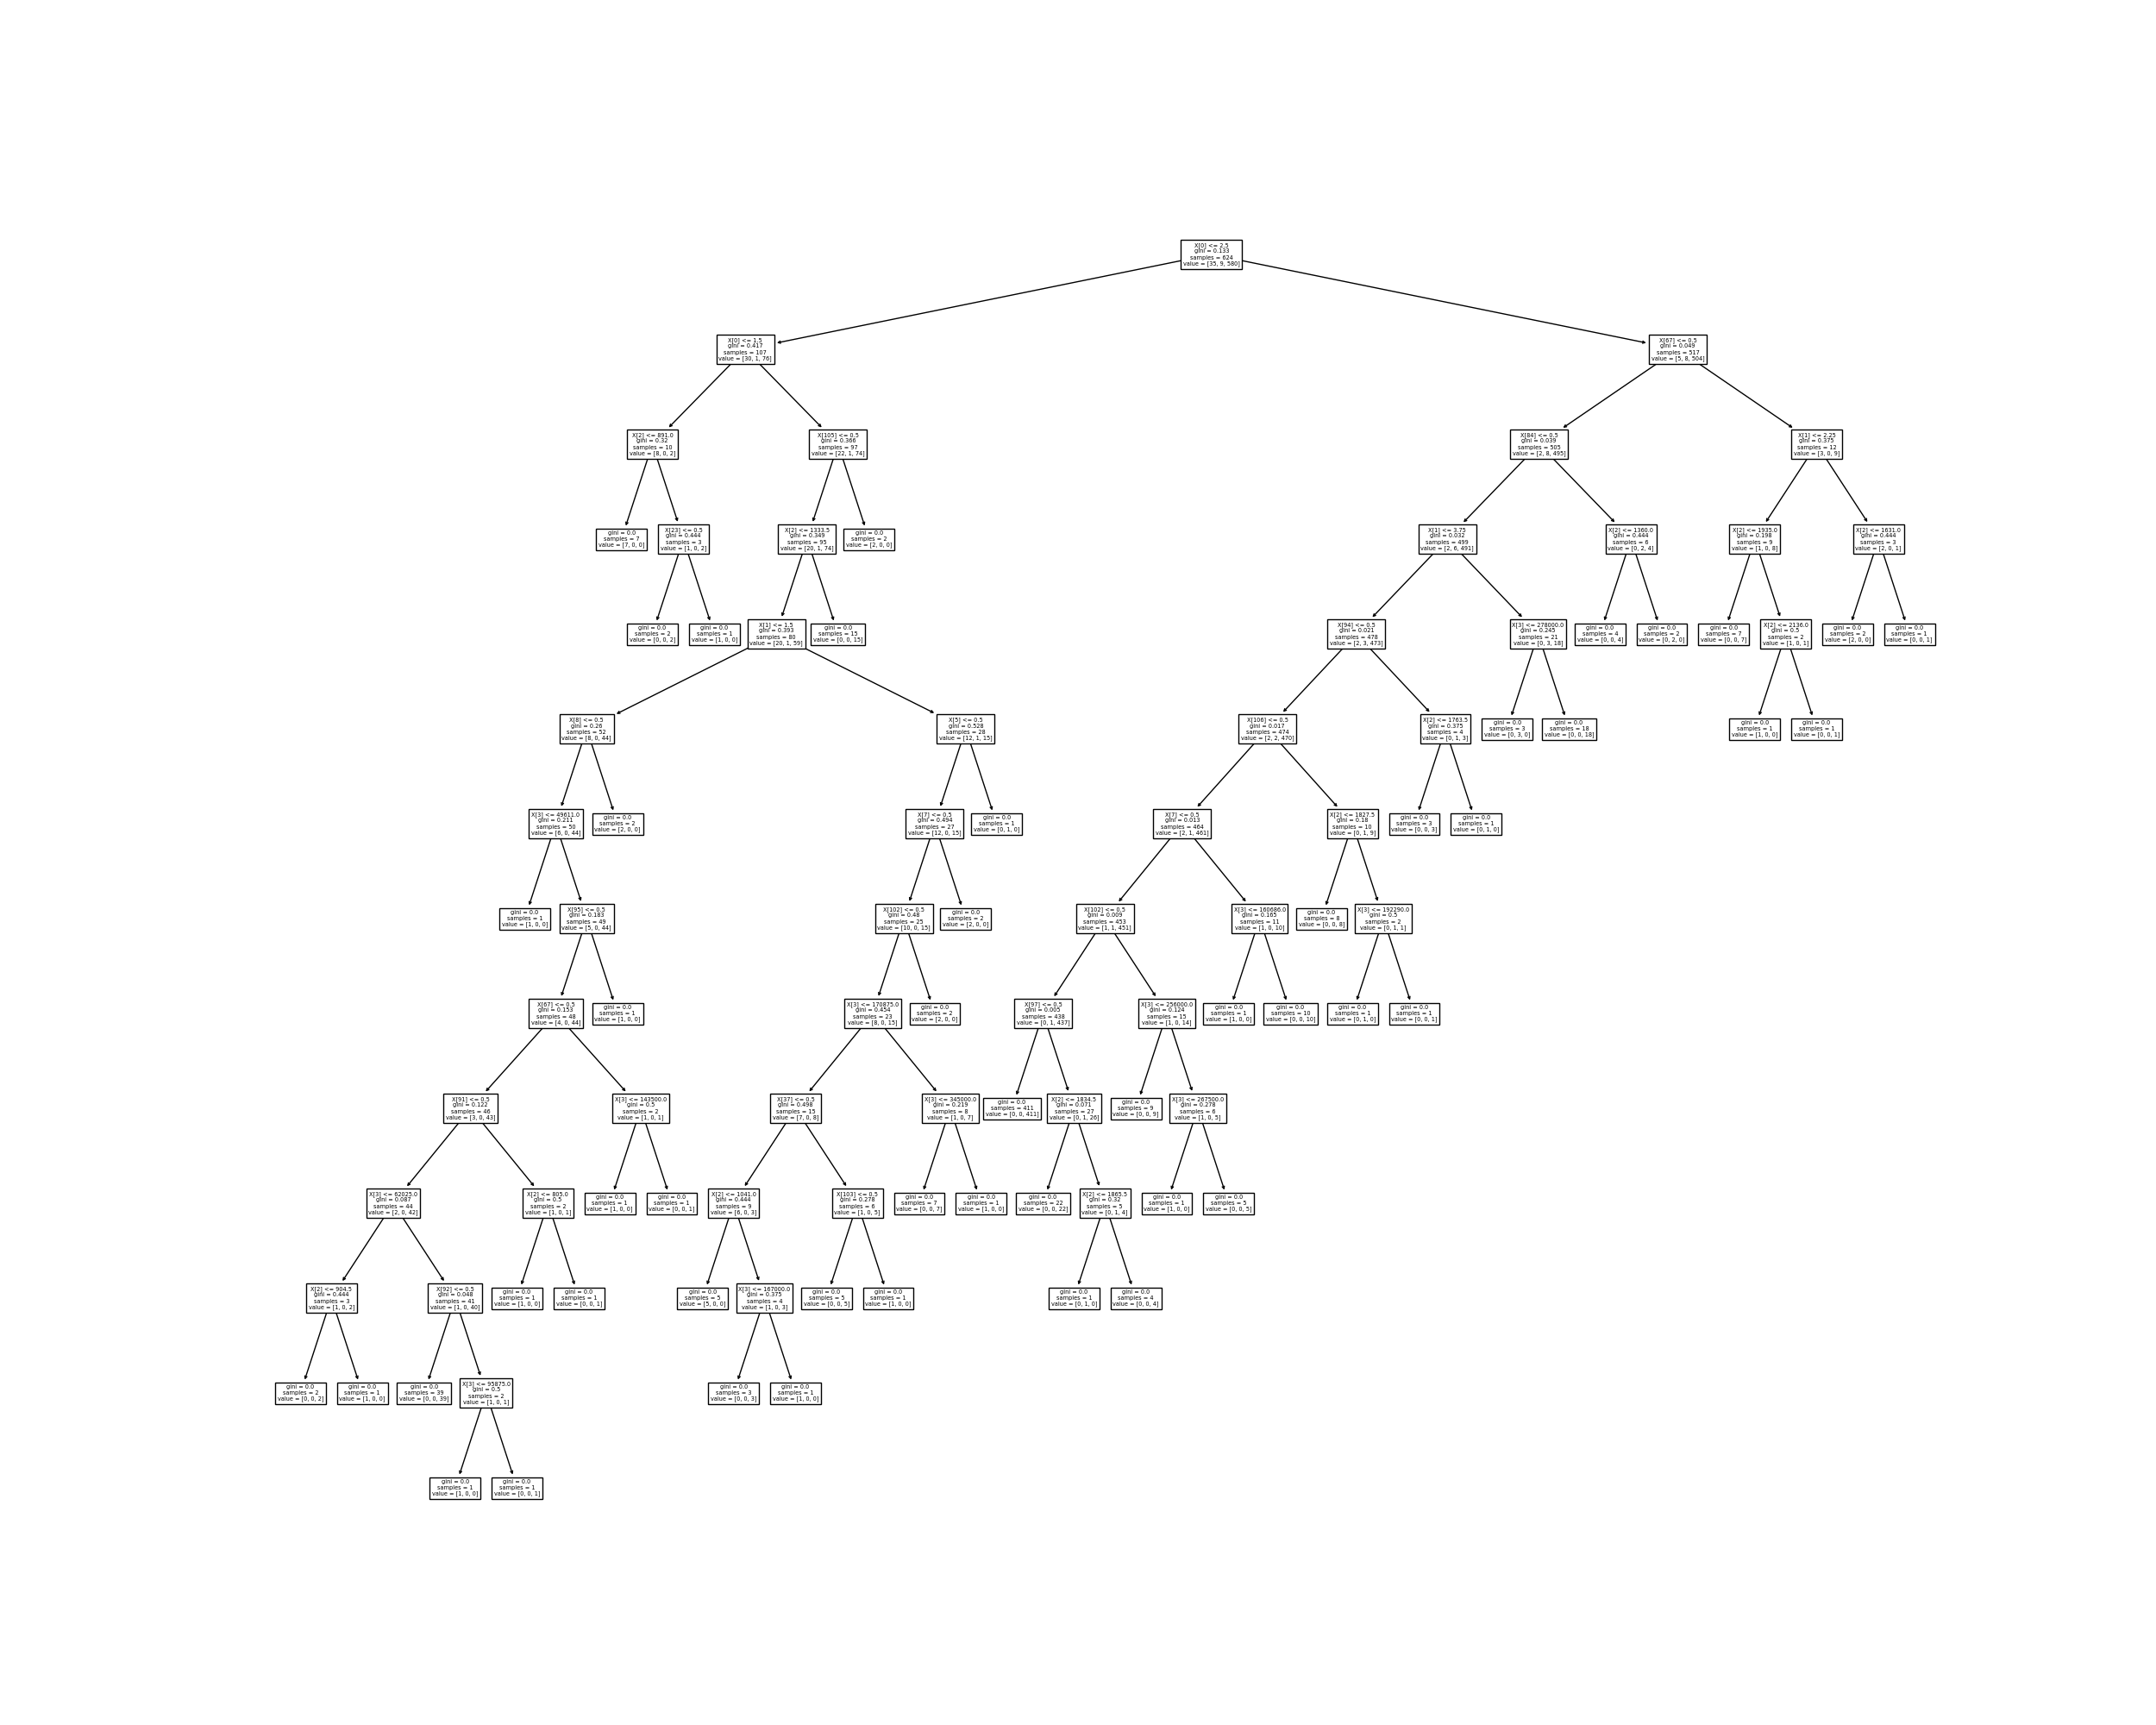 X[0] <= 2.5
gini = 0.133
samples = 624
value = [35, 9, 580]
X[0] <= 1.5
gini = 0.417
samples = 107
value = [30, 1, 76]
X[67] <= 0.5
gini = 0.049
samples = 517
value = [5, 8, 504]
X[2] <= 891.0
gini = 0.32
samples = 10
value = [8, 0, 2]
X[105] <= 0.5
gini = 0.366
samples = 97
value = [22, 1, 74]
X[84] <= 0.5
gini = 0.039
samples = 505
value = [2, 8, 495]
X[1] <= 2.25
gini = 0.375
samples = 12
value = [3, 0, 9]
gini = 0.0
samples = 7
value = [7, 0, 0]
X[23] <= 0.5
gini = 0.444
samples = 3
value = [1, 0, 2]
X[2] <= 1333.5
gini = 0.349
samples = 95
value = [20, 1, 74]
gini = 0.0
samples = 2
value = [2, 0, 0]
X[1] <= 3.75
gini = 0.032
samples = 499
value = [2, 6, 491]
X[2] <= 1360.0
gini = 0.444
samples = 6
value = [0, 2, 4]
X[2] <= 1935.0
gini = 0.198
samples = 9
value = [1, 0, 8]
X[2] <= 1631.0
gini = 0.444
samples = 3
value = [2, 0, 1]
gini = 0.0
samples = 2
value = [0, 0, 2]
gini = 0.0
samples = 1
value = [1, 0, 0]
X[1] <= 1.5
gini = 0.393
samples = 80
value = [20, 1, 59]
gini = 0.0
samples = 15
value = [0, 0, 15]
X[94] <= 0.5
gini = 0.021
samples = 478
value = [2, 3, 473]
X[3] <= 278000.0
gini = 0.245
samples = 21
value = [0, 3, 18]
gini = 0.0
samples = 4
value = [0, 0, 4]
gini = 0.0
samples = 2
value = [0, 2, 0]
gini = 0.0
samples = 7
value = [0, 0, 7]
X[2] <= 2136.0
gini = 0.5
samples = 2
value = [1, 0, 1]
gini = 0.0
samples = 2
value = [2, 0, 0]
gini = 0.0
samples = 1
value = [0, 0, 1]
X[8] <= 0.5
gini = 0.26
samples = 52
value = [8, 0, 44]
X[5] <= 0.5
gini = 0.528
samples = 28
value = [12, 1, 15]
X[106] <= 0.5
gini = 0.017
samples = 474
value = [2, 2, 470]
X[2] <= 1763.5
gini = 0.375
samples = 4
value = [0, 1, 3]
gini = 0.0
samples = 3
value = [0, 3, 0]
gini = 0.0
samples = 18
value = [0, 0, 18]
gini = 0.0
samples = 1
value = [1, 0, 0]
gini = 0.0
samples = 1
value = [0, 0, 1]
X[3] <= 49611.0
gini = 0.211
samples = 50
value = [6, 0, 44]
gini = 0.0
samples = 2
value = [2, 0, 0]
X[7] <= 0.5
gini = 0.494
samples = 27
value = [12, 0, 15]
gini = 0.0
samples = 1
value = [0, 1, 0]
X[7] <= 0.5
gini = 0.013
samples = 464
value = [2, 1, 461]
X[2] <= 1827.5
gini = 0.18
samples = 10
value = [0, 1, 9]
gini = 0.0
samples = 3
value = [0, 0, 3]
gini = 0.0
samples = 1
value = [0, 1, 0]
gini = 0.0
samples = 1
value = [1, 0, 0]
X[95] <= 0.5
gini = 0.183
samples = 49
value = [5, 0, 44]
X[102] <= 0.5
gini = 0.48
samples = 25
value = [10, 0, 15]
gini = 0.0
samples = 2
value = [2, 0, 0]
X[102] <= 0.5
gini = 0.009
samples = 453
value = [1, 1, 451]
X[3] <= 160686.0
gini = 0.165
samples = 11
value = [1, 0, 10]
gini = 0.0
samples = 8
value = [0, 0, 8]
X[3] <= 192290.0
gini = 0.5
samples = 2
value = [0, 1, 1]
X[67] <= 0.5
gini = 0.153
samples = 48
value = [4, 0, 44]
gini = 0.0
samples = 1
value = [1, 0, 0]
X[3] <= 170875.0
gini = 0.454
samples = 23
value = [8, 0, 15]
gini = 0.0
samples = 2
value = [2, 0, 0]
X[97] <= 0.5
gini = 0.005
samples = 438
value = [0, 1, 437]
X[3] <= 256000.0
gini = 0.124
samples = 15
value = [1, 0, 14]
gini = 0.0
samples = 1
value = [1, 0, 0]
gini = 0.0
samples = 10
value = [0, 0, 10]
gini = 0.0
samples = 1
value = [0, 1, 0]
gini = 0.0
samples = 1
value = [0, 0, 1]
X[91] <= 0.5
gini = 0.122
samples = 46
value = [3, 0, 43]
X[3] <= 143500.0
gini = 0.5
samples = 2
value = [1, 0, 1]
X[37] <= 0.5
gini = 0.498
samples = 15
value = [7, 0, 8]
X[3] <= 345000.0
gini = 0.219
samples = 8
value = [1, 0, 7]
gini = 0.0
samples = 411
value = [0, 0, 411]
X[2] <= 1834.5
gini = 0.071
samples = 27
value = [0, 1, 26]
gini = 0.0
samples = 9
value = [0, 0, 9]
X[3] <= 267500.0
gini = 0.278
samples = 6
value = [1, 0, 5]
X[3] <= 62025.0
gini = 0.087
samples = 44
value = [2, 0, 42]
X[2] <= 805.0
gini = 0.5
samples = 2
value = [1, 0, 1]
gini = 0.0
samples = 1
value = [1, 0, 0]
gini = 0.0
samples = 1
value = [0, 0, 1]
X[2] <= 1041.0
gini = 0.444
samples = 9
value = [6, 0, 3]
X[103] <= 0.5
gini = 0.278
samples = 6
value = [1, 0, 5]
gini = 0.0
samples = 7
value = [0, 0, 7]
gini = 0.0
samples = 1
value = [1, 0, 0]
gini = 0.0
samples = 22
value = [0, 0, 22]
X[2] <= 1865.5
gini = 0.32
samples = 5
value = [0, 1, 4]
gini = 0.0
samples = 1
value = [1, 0, 0]
gini = 0.0
samples = 5
value = [0, 0, 5]
X[2] <= 904.5
gini = 0.444
samples = 3
value = [1, 0, 2]
X[92] <= 0.5
gini = 0.048
samples = 41
value = [1, 0, 40]
gini = 0.0
samples = 1
value = [1, 0, 0]
gini = 0.0
samples = 1
value = [0, 0, 1]
gini = 0.0
samples = 5
value = [5, 0, 0]
X[3] <= 167000.0
gini = 0.375
samples = 4
value = [1, 0, 3]
gini = 0.0
samples = 5
value = [0, 0, 5]
gini = 0.0
samples = 1
value = [1, 0, 0]
gini = 0.0
samples = 1
value = [0, 1, 0]
gini = 0.0
samples = 4
value = [0, 0, 4]
gini = 0.0
samples = 2
value = [0, 0, 2]
gini = 0.0
samples = 1
value = [1, 0, 0]
gini = 0.0
samples = 39
value = [0, 0, 39]
X[3] <= 95875.0
gini = 0.5
samples = 2
value = [1, 0, 1]
gini = 0.0
samples = 3
value = [0, 0, 3]
gini = 0.0
samples = 1
value = [1, 0, 0]
gini = 0.0
samples = 1
value = [1, 0, 0]
gini = 0.0
samples = 1
value = [0, 0, 1]